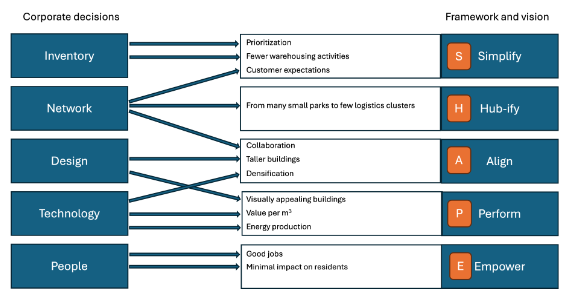 Corporate decisions
Framework and vision
Inventory
Prioritization
Fewer warehousing activities
Customer expectations
S Simplify
Network
From many small parks to few logistics clusters
H Hub-ify
Design
Collaboration
Taller buildings
Densification
A Align
Technology
Visually appealing buildings
Value per m³
Energy production
P Perform
People
Good jobs
Minimal impact on residents
E Empower